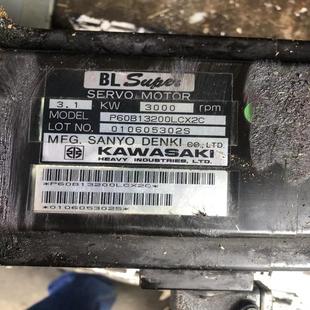 BL Super
SERVO MOTOR
3.1 KW 3000 rpm
MODEL P60B13200LCX2C
LOT NO. 010605302S
MFG. SANYO DENKI CO.,LTD.
KAWASAKI
HEAVY INDUSTRIES, LTD.
*P60B13200LCX2C*
*010605302S*